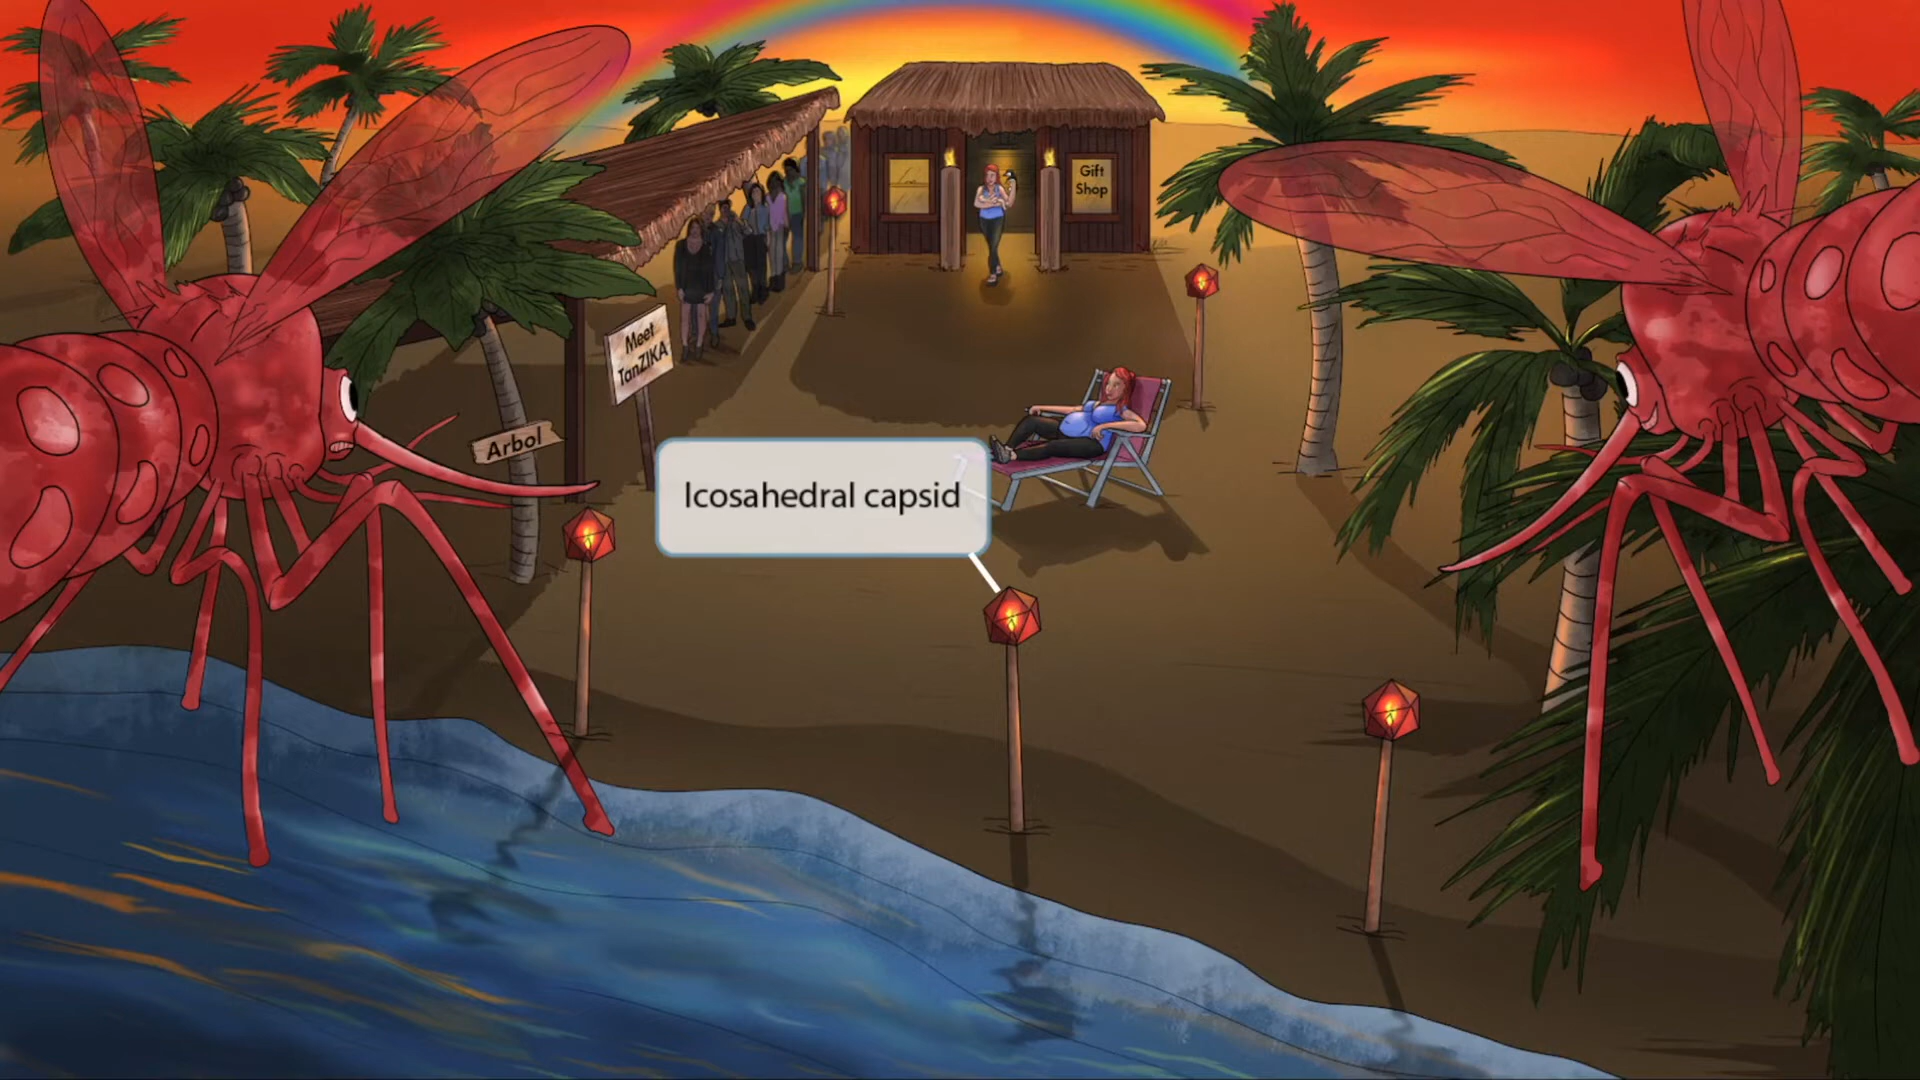 Gift
Shop
Meet
TanZIKA
Arbol
Icosahedral capsid